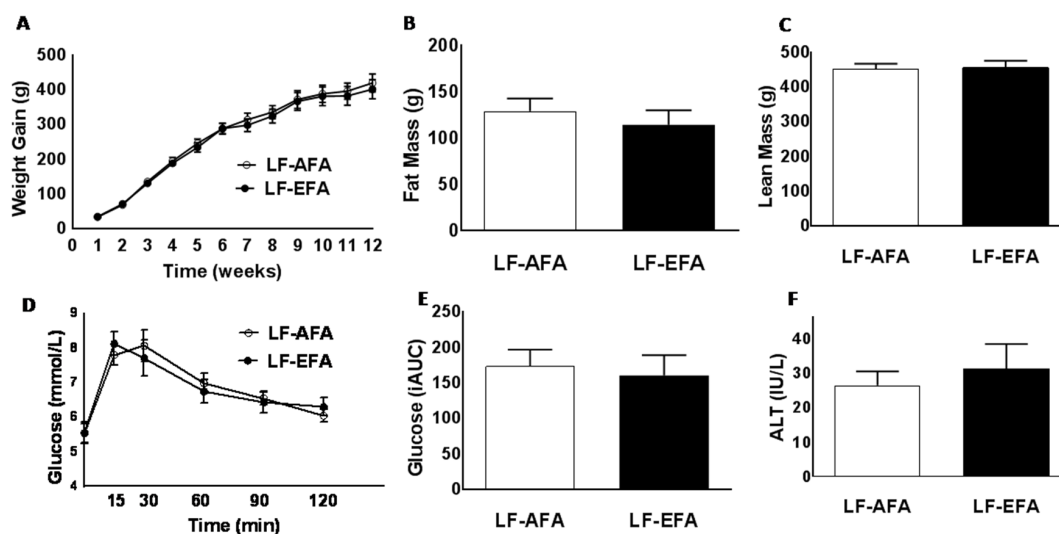 A
Weight Gain (g)
500
400
300
200
100
0
LF-AFA
LF-EFA
0 1 2 3 4 5 6 7 8 9 10 11 12
Time (weeks)
B
Fat Mass (g)
200
150
100
50
0
LF-AFA LF-EFA
C
Lean Mass (g)
500
400
300
200
100
0
LF-AFA LF-EFA
D
Glucose (mmol/L)
9
8
7
6
5
4
LF-AFA
LF-EFA
15 30 60 90 120
Time (min)
E
Glucose (iAUC)
250
200
150
100
50
0
LF-AFA LF-EFA
F
ALT (IU/L)
40
30
20
10
0
LF-AFA LF-EFA